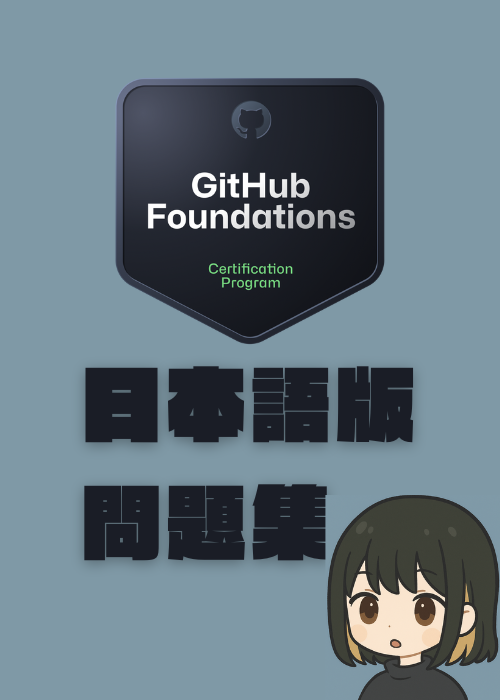 GitHub
Foundations
Certification
Program
日本語版
問題集